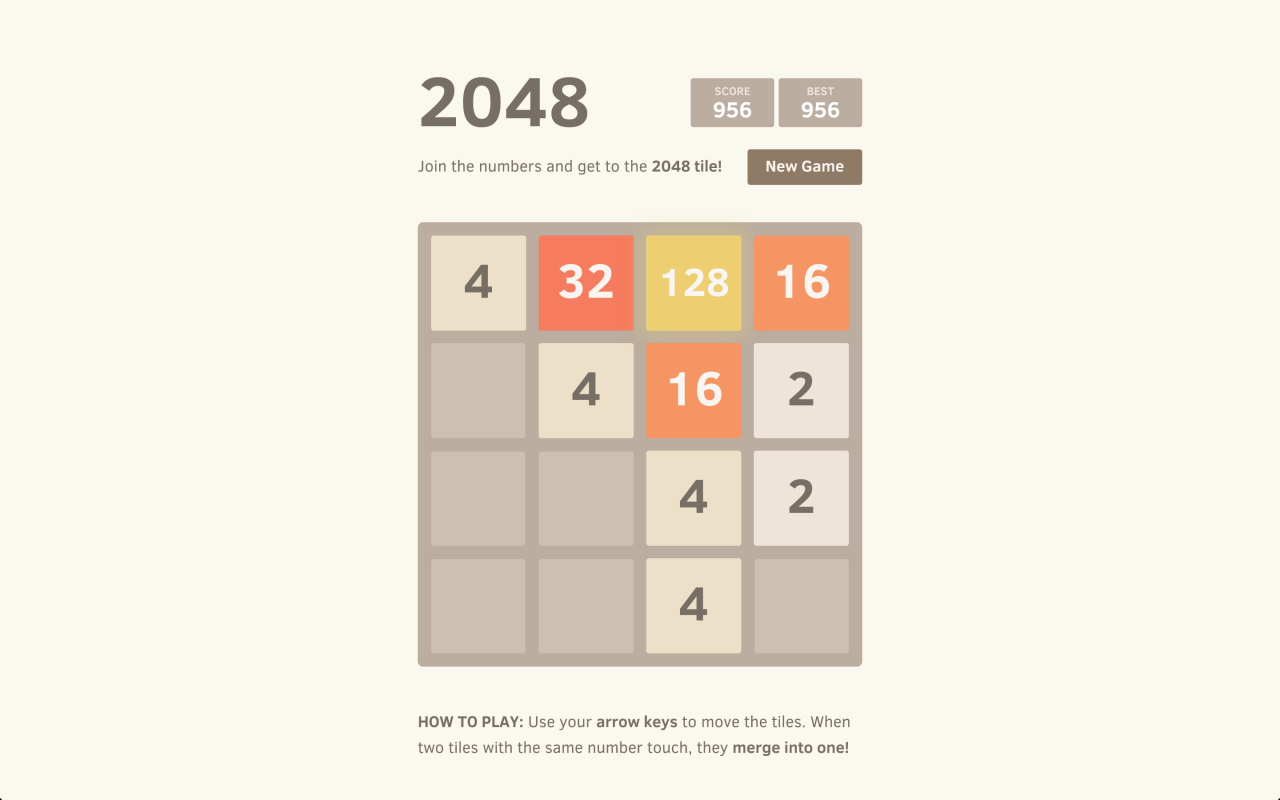 2048
SCORE
956
BEST
956
Join the numbers and get to the 2048 tile!
New Game
4 32 128 16
4 16 2
4 2
4
HOW TO PLAY: Use your arrow keys to move the tiles. When
two tiles with the same number touch, they merge into one!